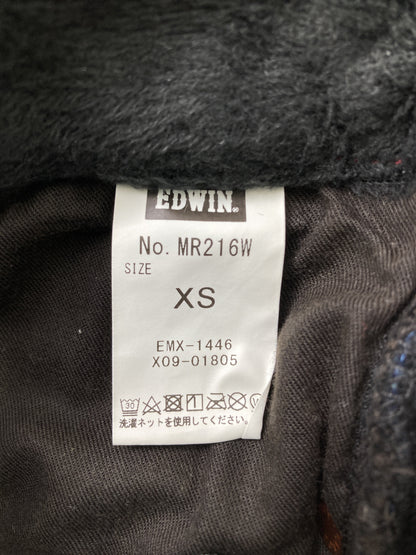 EDWIN®
No. MR216W
SIZE
XS
EMX-1446
X09-01805
30 W
洗濯ネットを使用してください。